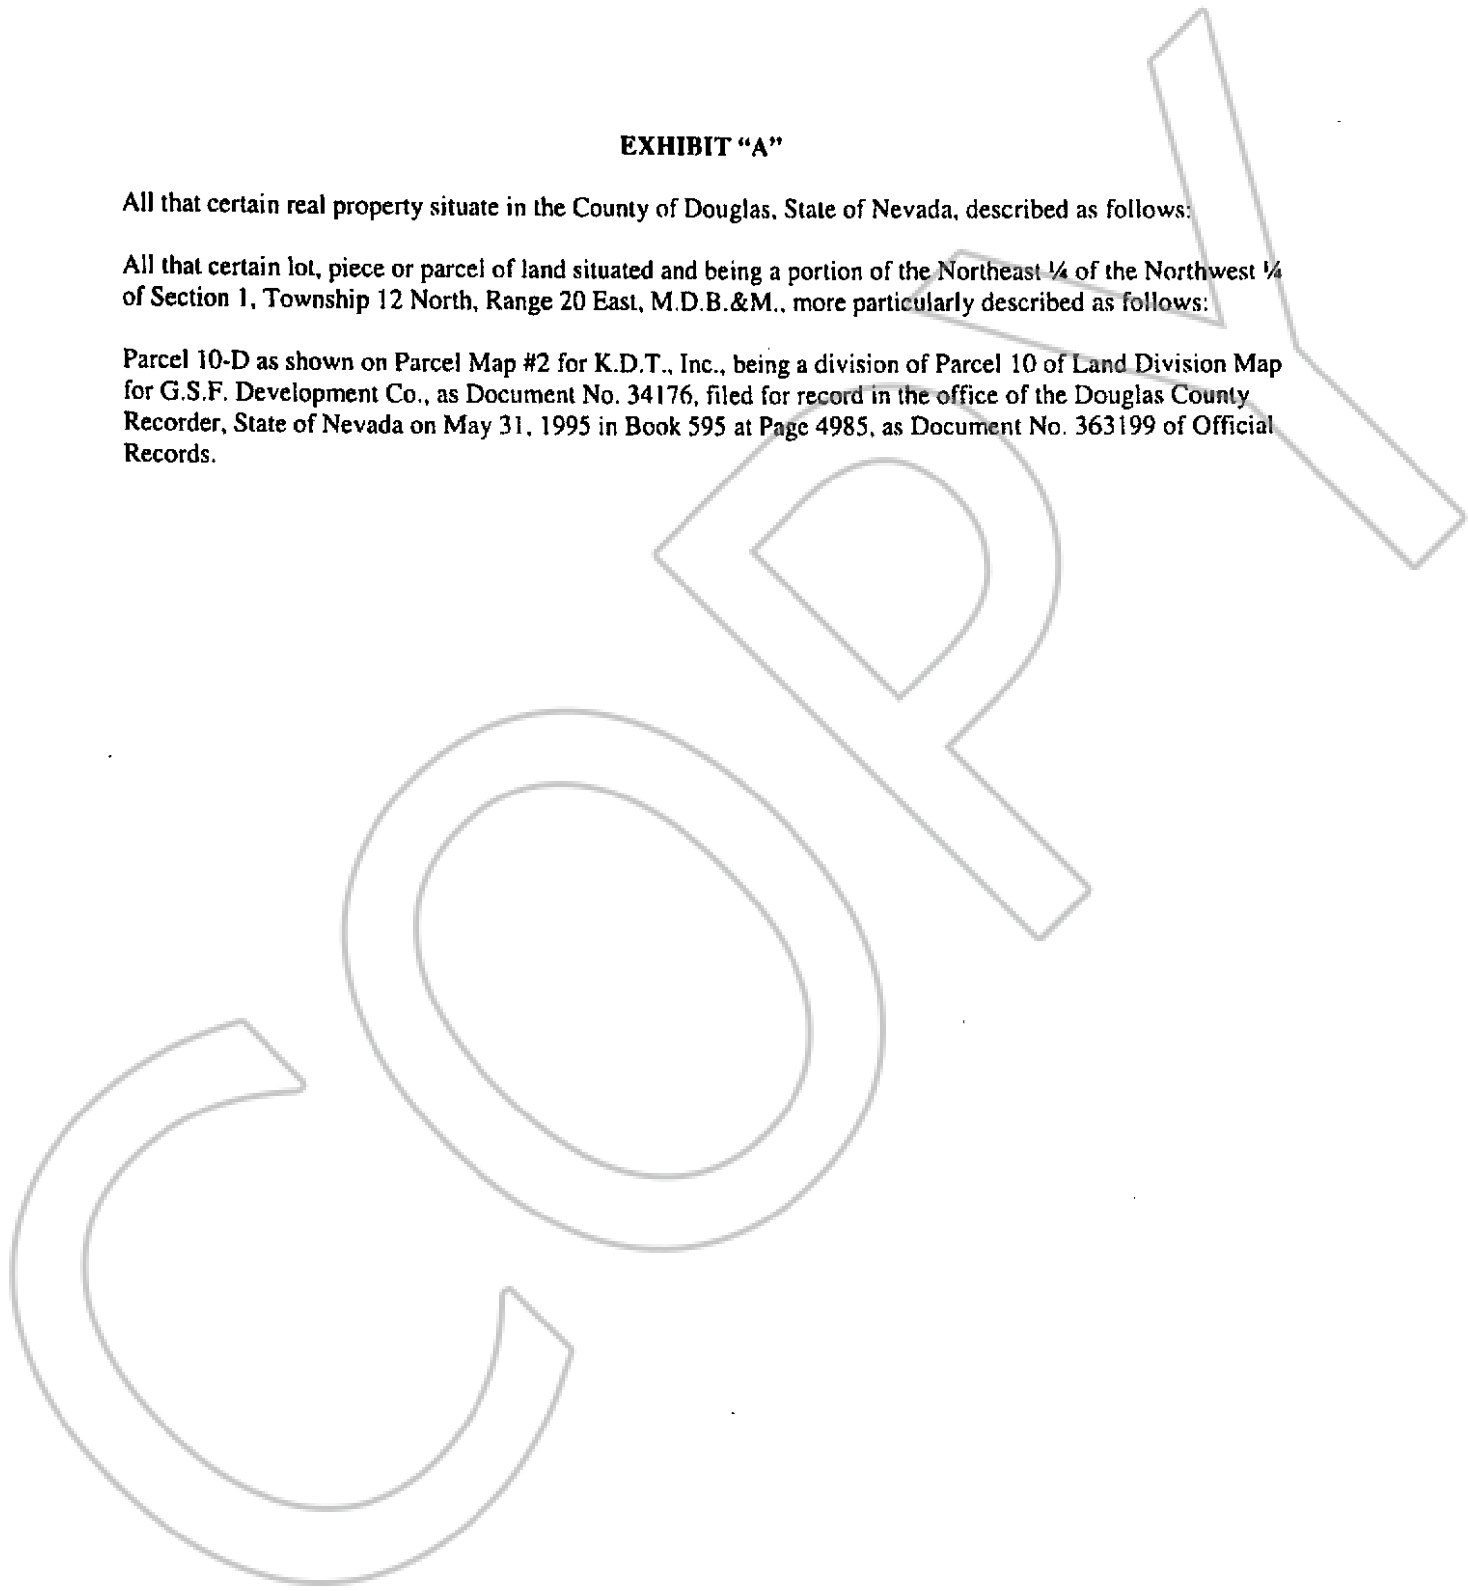 EXHIBIT “A”
All that certain real property situate in the County of Douglas, State of Nevada, described as follows:
All that certain lot, piece or parcel of land situated and being a portion of the Northeast ¼ of the Northwest ¼
of Section 1, Township 12 North, Range 20 East, M.D.B.&M., more particularly described as follows:
Parcel 10-D as shown on Parcel Map #2 for K.D.T., Inc., being a division of Parcel 10 of Land Division Map
for G.S.F. Development Co., as Document No. 34176, filed for record in the office of the Douglas County
Recorder, State of Nevada on May 31, 1995 in Book 595 at Page 4985, as Document No. 363199 of Official
Records.
COPY